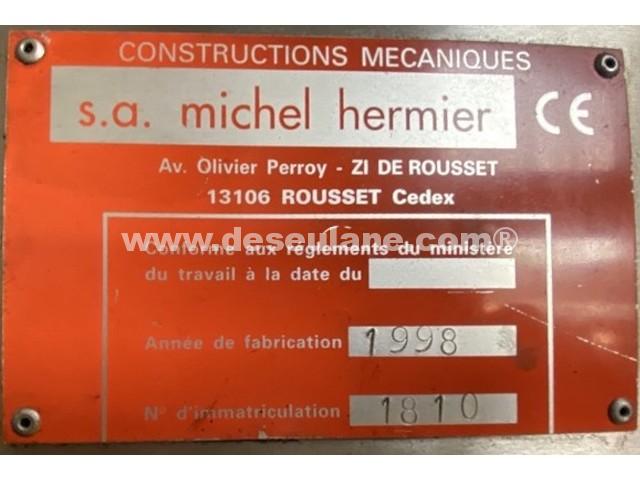 CONSTRUCTIONS MECANIQUES
s.a. michel hermier CE
Av. Olivier Perroy - ZI DE ROUSSET
13106 ROUSSET Cedex
www.deseulane.com®
Conforme aux règlements du ministère
du travail à la date du
Année de fabrication 1998
Nº d'immatriculation 1810